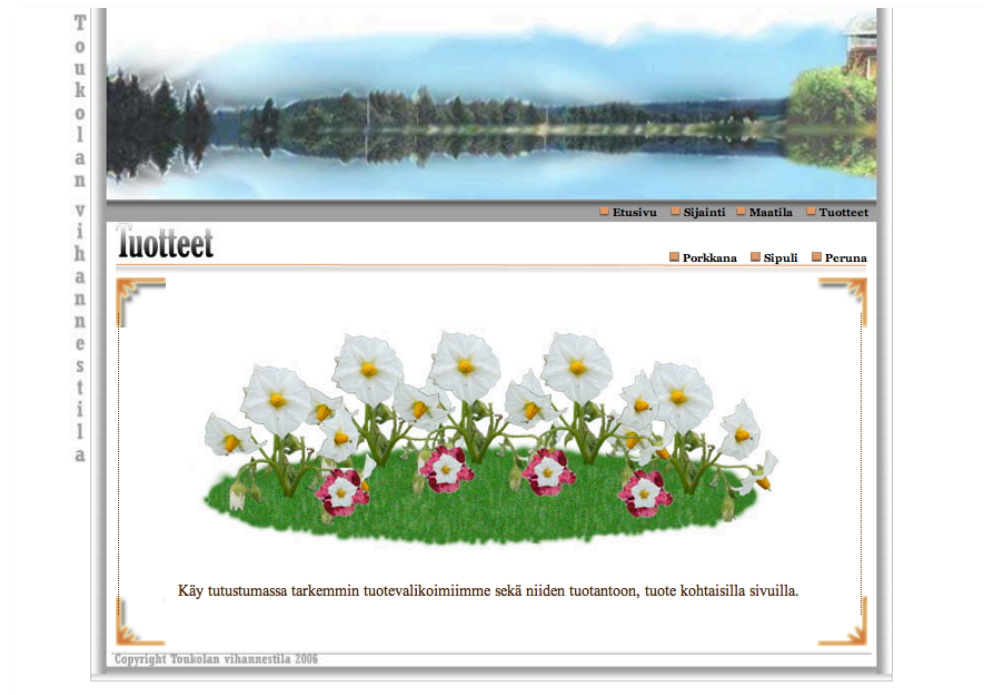 Toukolan vihannestila
Etusivu Sijainti Maatila Tuotteet
Tuotteet
Porkkana Sipuli Peruna
Käy tutustumassa tarkemmin tuotevalikoimiimme sekä niiden tuotantoon, tuote kohtaisilla sivuilla.
Copyright Toukolan vihannestila 2006